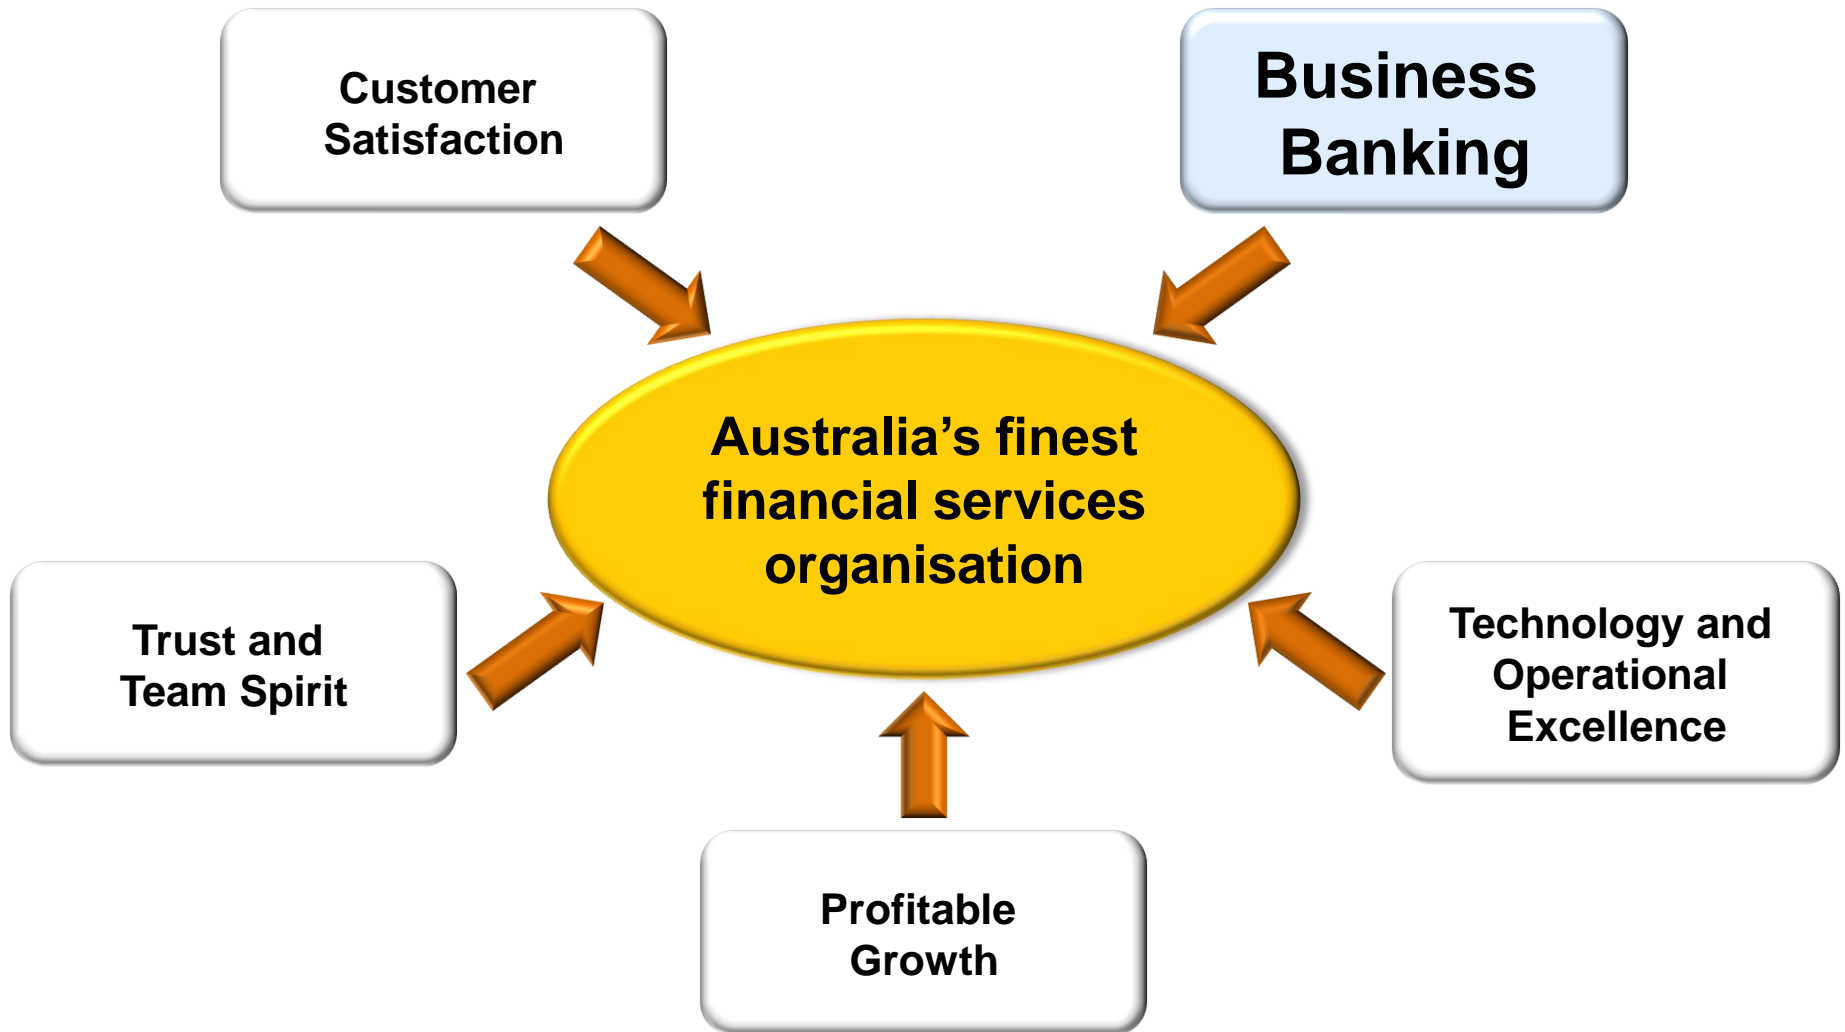 Customer
Satisfaction
Business
Banking
Australia’s finest
financial services
organisation
Trust and
Team Spirit
Technology and
Operational
Excellence
Profitable
Growth